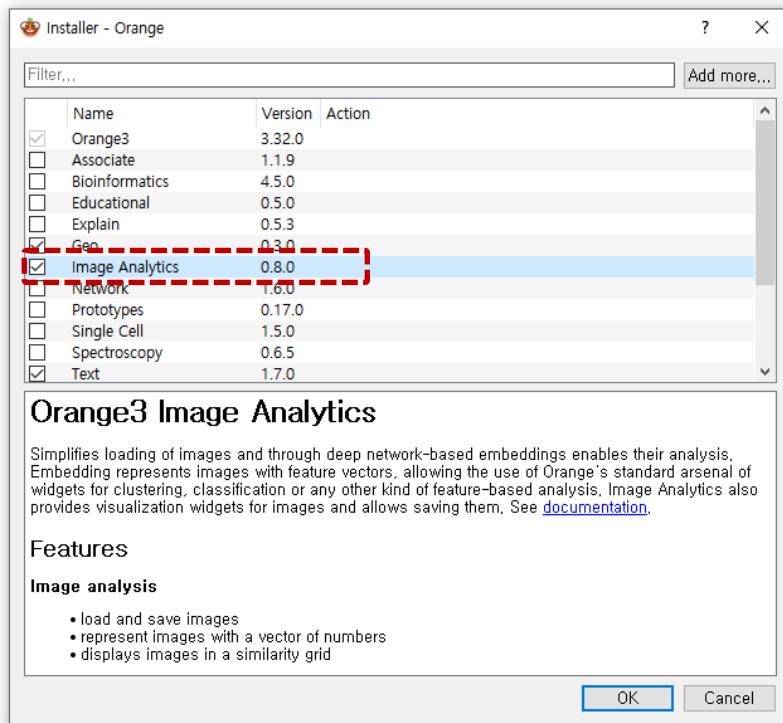 Installer - Orange
Filter...
Add more...
Name Version Action
Orange3 3.32.0
Associate 1.1.9
Bioinformatics 4.5.0
Educational 0.5.0
Explain 0.5.3
Geo 0.3.0
Image Analytics 0.8.0
Network 1.6.0
Prototypes 0.17.0
Single Cell 1.5.0
Spectroscopy 0.6.5
Text 1.7.0
Orange3 Image Analytics
Simplifies loading of images and through deep network-based embeddings enables their analysis.
Embedding represents images with feature vectors, allowing the use of Orange's standard arsenal of
widgets for clustering, classification or any other kind of feature-based analysis. Image Analytics also
provides visualization widgets for images and allows saving them. See documentation.
Features
Image analysis
• load and save images
• represent images with a vector of numbers
• displays images in a similarity grid
OK Cancel